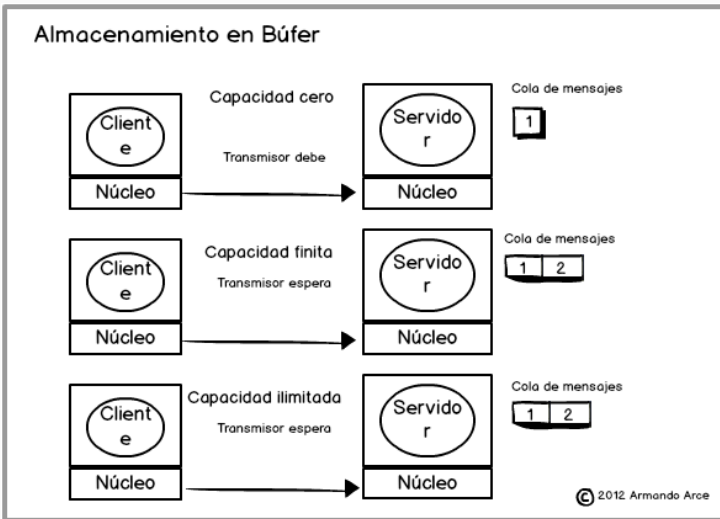 Almacenamiento en Búfer
Capacidad cero
Cola de mensajes
Client
e
Servido
r
1
Transmisor debe
Núcleo
Núcleo
Capacidad finita
Cola de mensajes
Client
e
Servido
r
1 2
Transmisor espera
Núcleo
Núcleo
Capacidad ilimitada
Cola de mensajes
Client
e
Servido
r
1 2
Transmisor espera
Núcleo
Núcleo
© 2012 Armando Arce